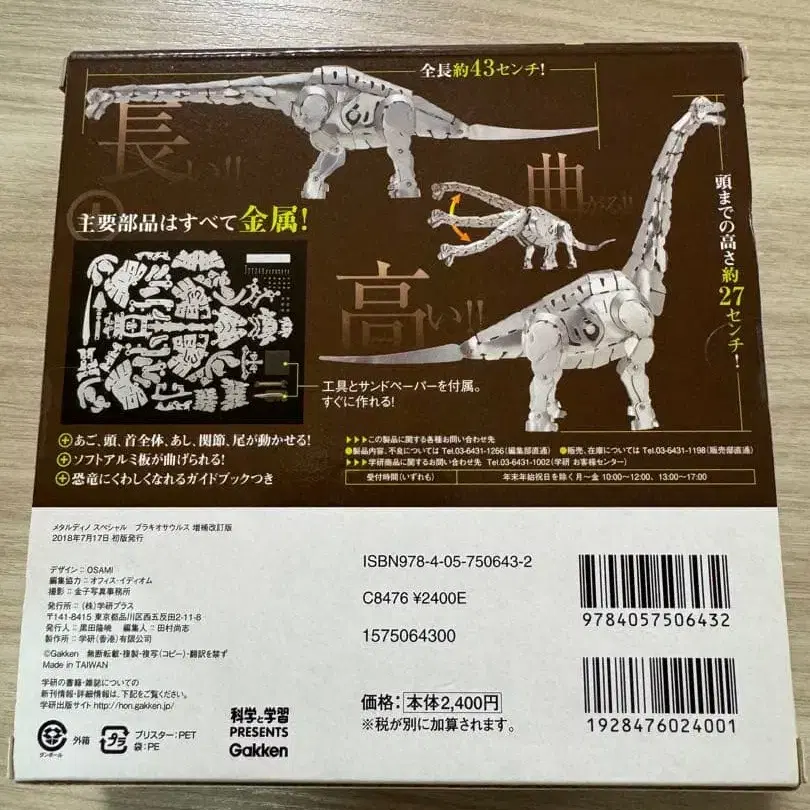 全長約43センチ!
長い!!
曲がる!!
主要部品はすべて金属!
頭までの高さ約27センチ!
高い!!
工具とサンドペーパーを付属。
すぐに作れる!
あご、頭、首全体、あし、関節、尾が動かせる!
ソフトアルミ板が曲げられる!
恐竜にくわしくなれるガイドブックつき
▶▶▶この製品に関する各種お問い合わせ先
●製品内容、不良については Tel.03-6431-1266(編集部直通) ●販売、在庫については Tel.03-6431-1198(販売部直通)
▶▶▶学研商品に関するお問い合わせ先 Tel.03-6431-1002(学研 お客様センター)
受付時間(いずれも) 年末年始祝日を除く月〜金 10:00〜12:00、13:00〜17:00
メタルディノ スペシャル ブラキオサウルス 増補改訂版
2018年7月17日 初版発行
デザイン:OSAMI
編集協力:オフィス・イディオム
撮影:金子写真事務所
発行所:(株)学研プラス
〒141-8415 東京都品川区西五反田2-11-8
発行人:黒田隆暁 編集人:田村尚志
製作所:学研(香港)有限公司
©Gakken 無断転載・複製・複写(コピー)・翻訳を禁ず
Made in TAIWAN
学研の書籍・雑誌についての
新刊情報・詳細情報は、下記をご覧ください。
学研出版サイト http://hon.gakken.jp/
ダンボール 外箱
プラ ブリスター:PET
袋:PE
科学と学習
PRESENTS
Gakken
ISBN978-4-05-750643-2
C8476 ¥2400E
1575064300
価格:本体2,400円
※税が別に加算されます。
9784057506432
1928476024001